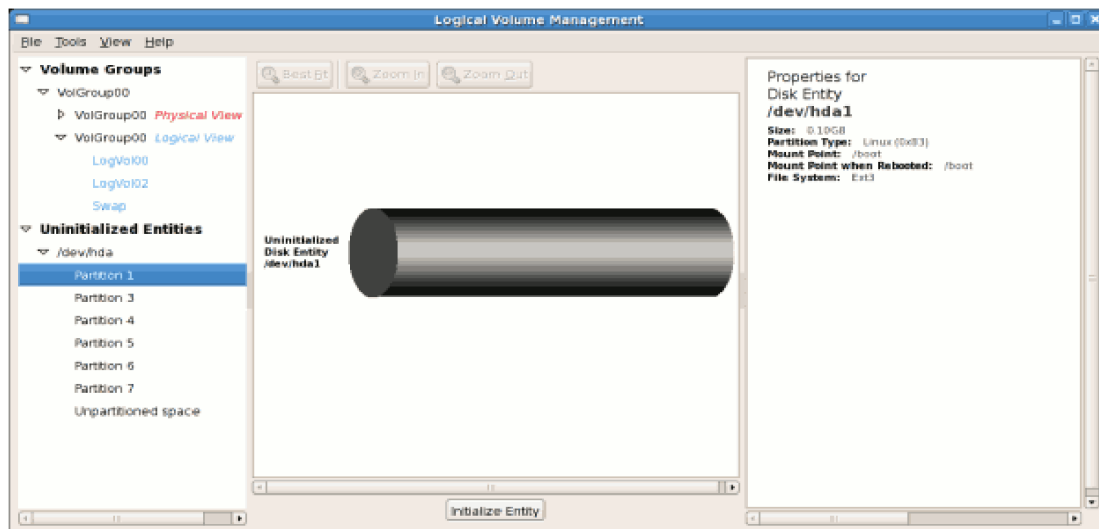 Logical Volume Management
File Tools View Help
Volume Groups
VolGroup00
VolGroup00 Physical View
VolGroup00 Logical View
LogVol00
LogVol02
Swap
Uninitialized Entities
/dev/hda
Partition 1
Partition 3
Partition 4
Partition 5
Partition 6
Partition 7
Unpartitioned space
Best Fit Zoom In Zoom Out
Uninitialized
Disk Entity
/dev/hda1
Initialize Entity
Properties for
Disk Entity
/dev/hda1
Size: 0.10GB
Partition Type: Linux (0x83)
Mount Point: /boot
Mount Point when Rebooted: /boot
File System: Ext3